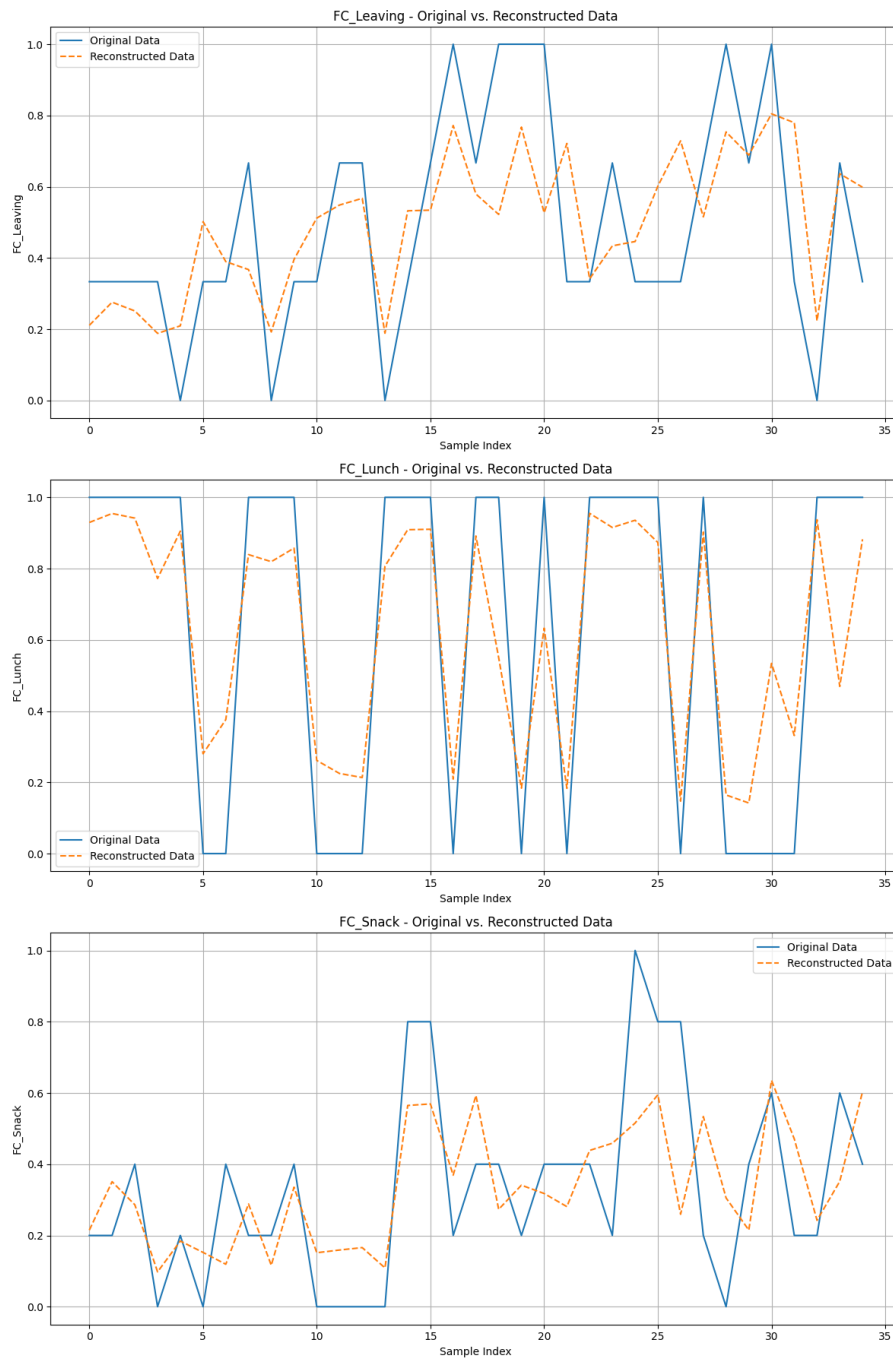 FC_Leaving - Original vs. Reconstructed Data
Original Data
Reconstructed Data
1.0
0.8
0.6
0.4
0.2
0.0
FC_Leaving
0 5 10 15 20 25 30 35
Sample Index
FC_Lunch - Original vs. Reconstructed Data
1.0
0.8
0.6
0.4
0.2
0.0
FC_Lunch
Original Data
Reconstructed Data
0 5 10 15 20 25 30 35
Sample Index
FC_Snack - Original vs. Reconstructed Data
Original Data
Reconstructed Data
1.0
0.8
0.6
0.4
0.2
0.0
FC_Snack
0 5 10 15 20 25 30 35
Sample Index